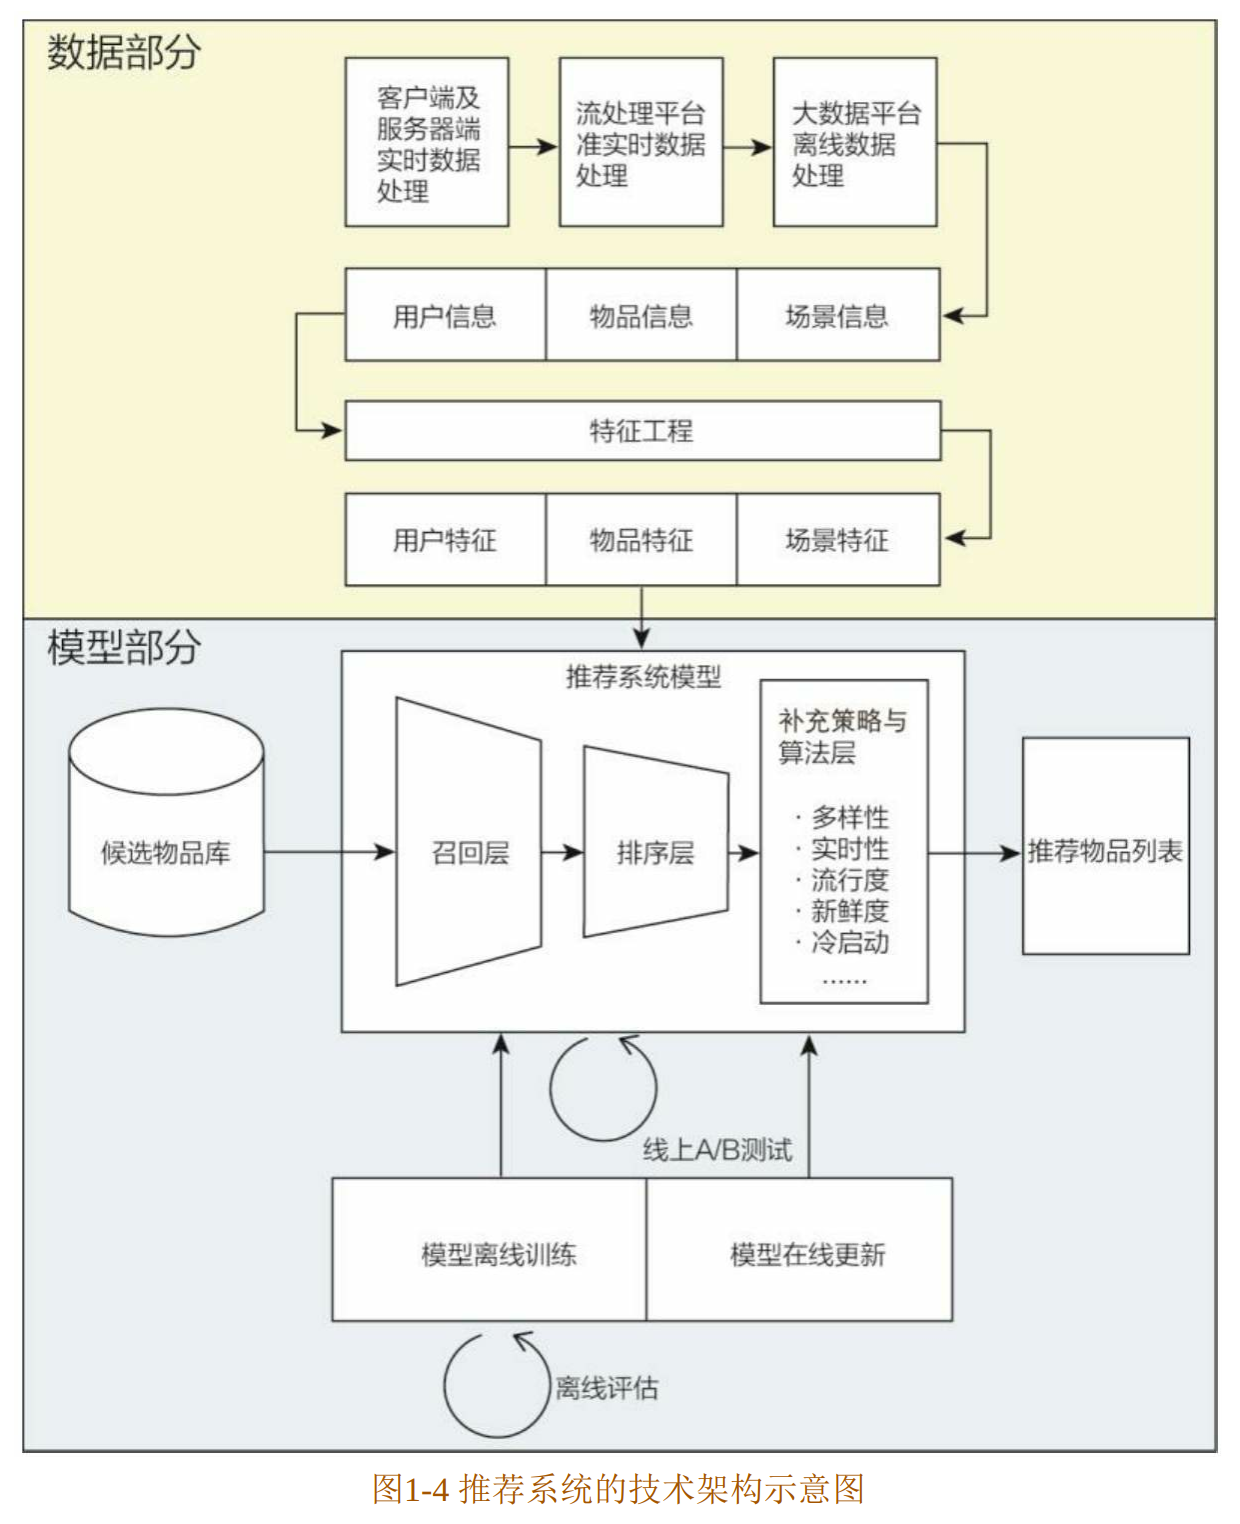 数据部分
客户端及
服务器端
实时数据
处理
流处理平台
准实时数据
处理
大数据平台
离线数据
处理
用户信息
物品信息
场景信息
特征工程
用户特征
物品特征
场景特征
模型部分
推荐系统模型
候选物品库
召回层
排序层
补充策略与
算法层
· 多样性
· 实时性
· 流行度
· 新鲜度
· 冷启动
……
推荐物品列表
线上A/B测试
模型离线训练
模型在线更新
离线评估
图1-4 推荐系统的技术架构示意图